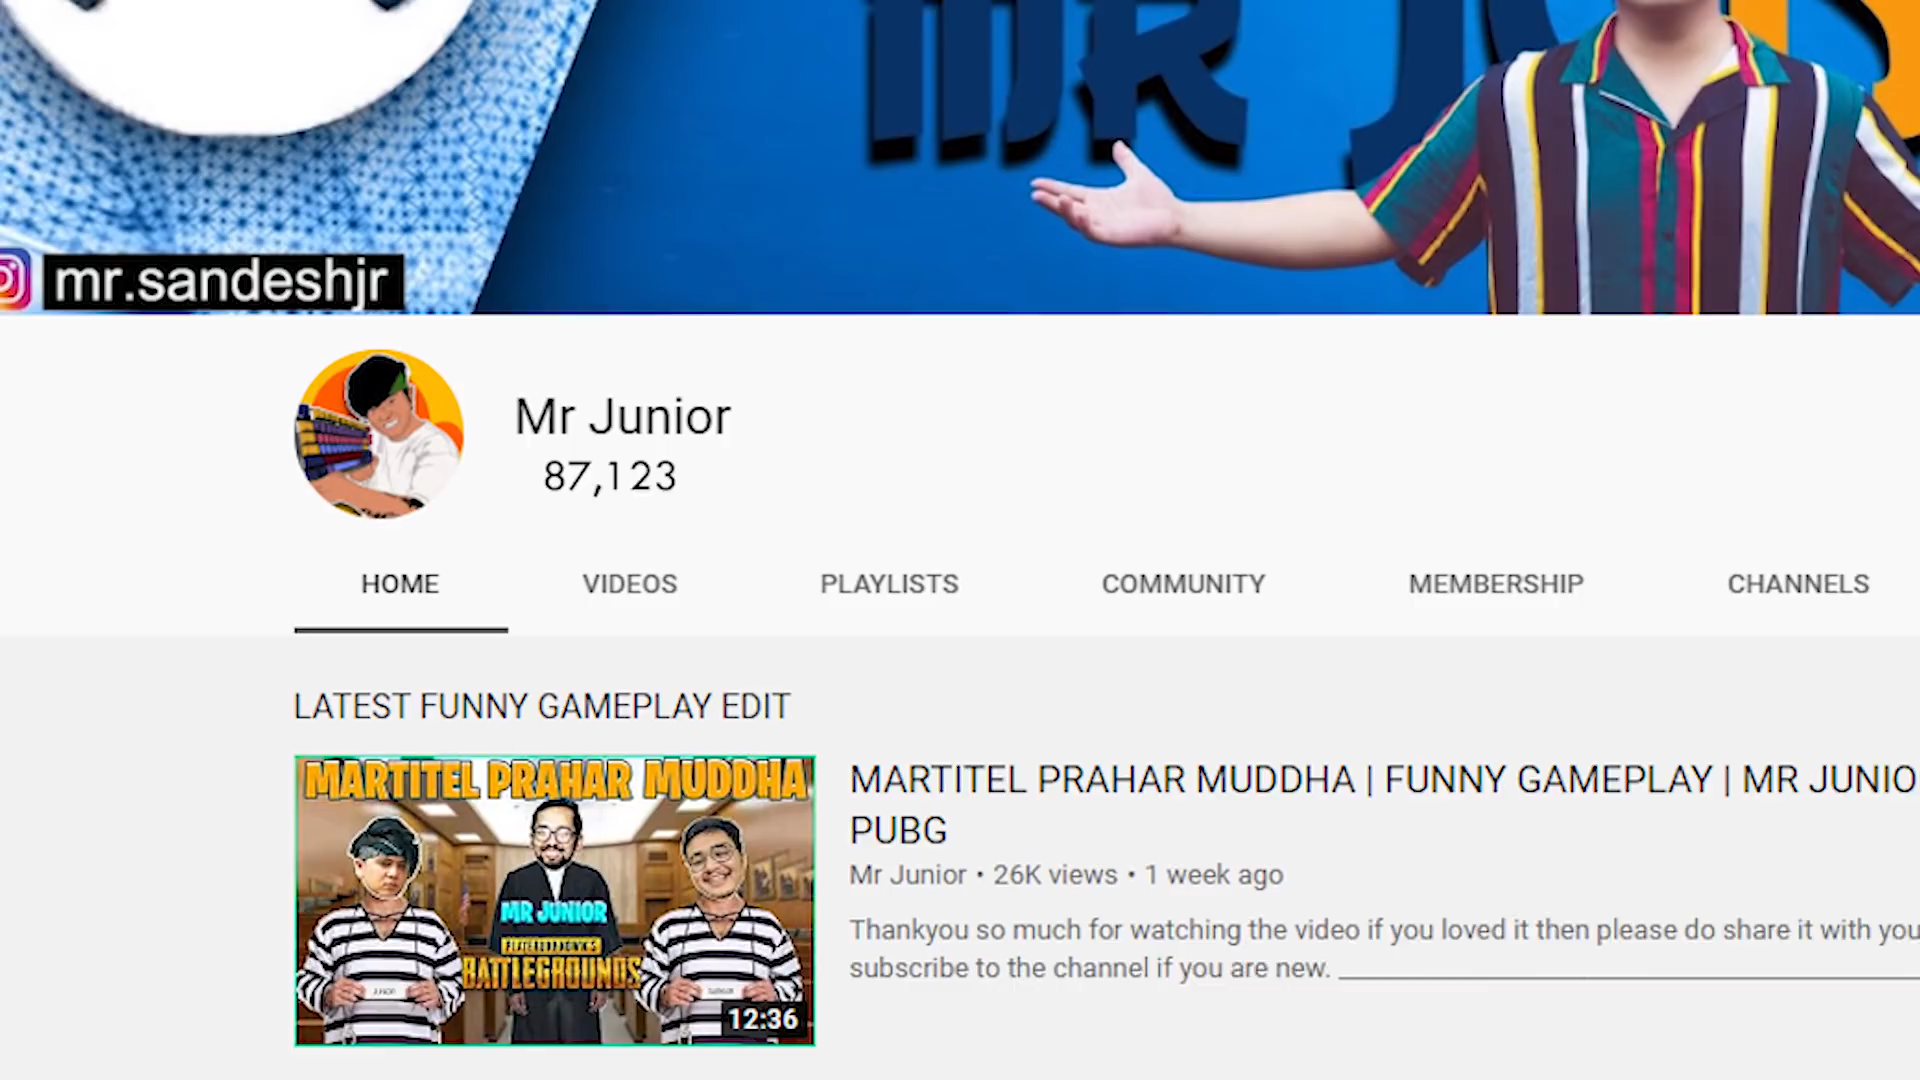 MR J
mr.sandeshjr
Mr Junior
87,123
HOME VIDEOS PLAYLISTS COMMUNITY MEMBERSHIP CHANNELS
LATEST FUNNY GAMEPLAY EDIT
MARTITEL PRAHAR MUDDHA
MR JUNIOR
BATTLEGROUNDS
12:36
MARTITEL PRAHAR MUDDHA | FUNNY GAMEPLAY | MR JUNIO
PUBG
Mr Junior • 26K views • 1 week ago
Thankyou so much for watching the video if you loved it then please do share it with you
subscribe to the channel if you are new.